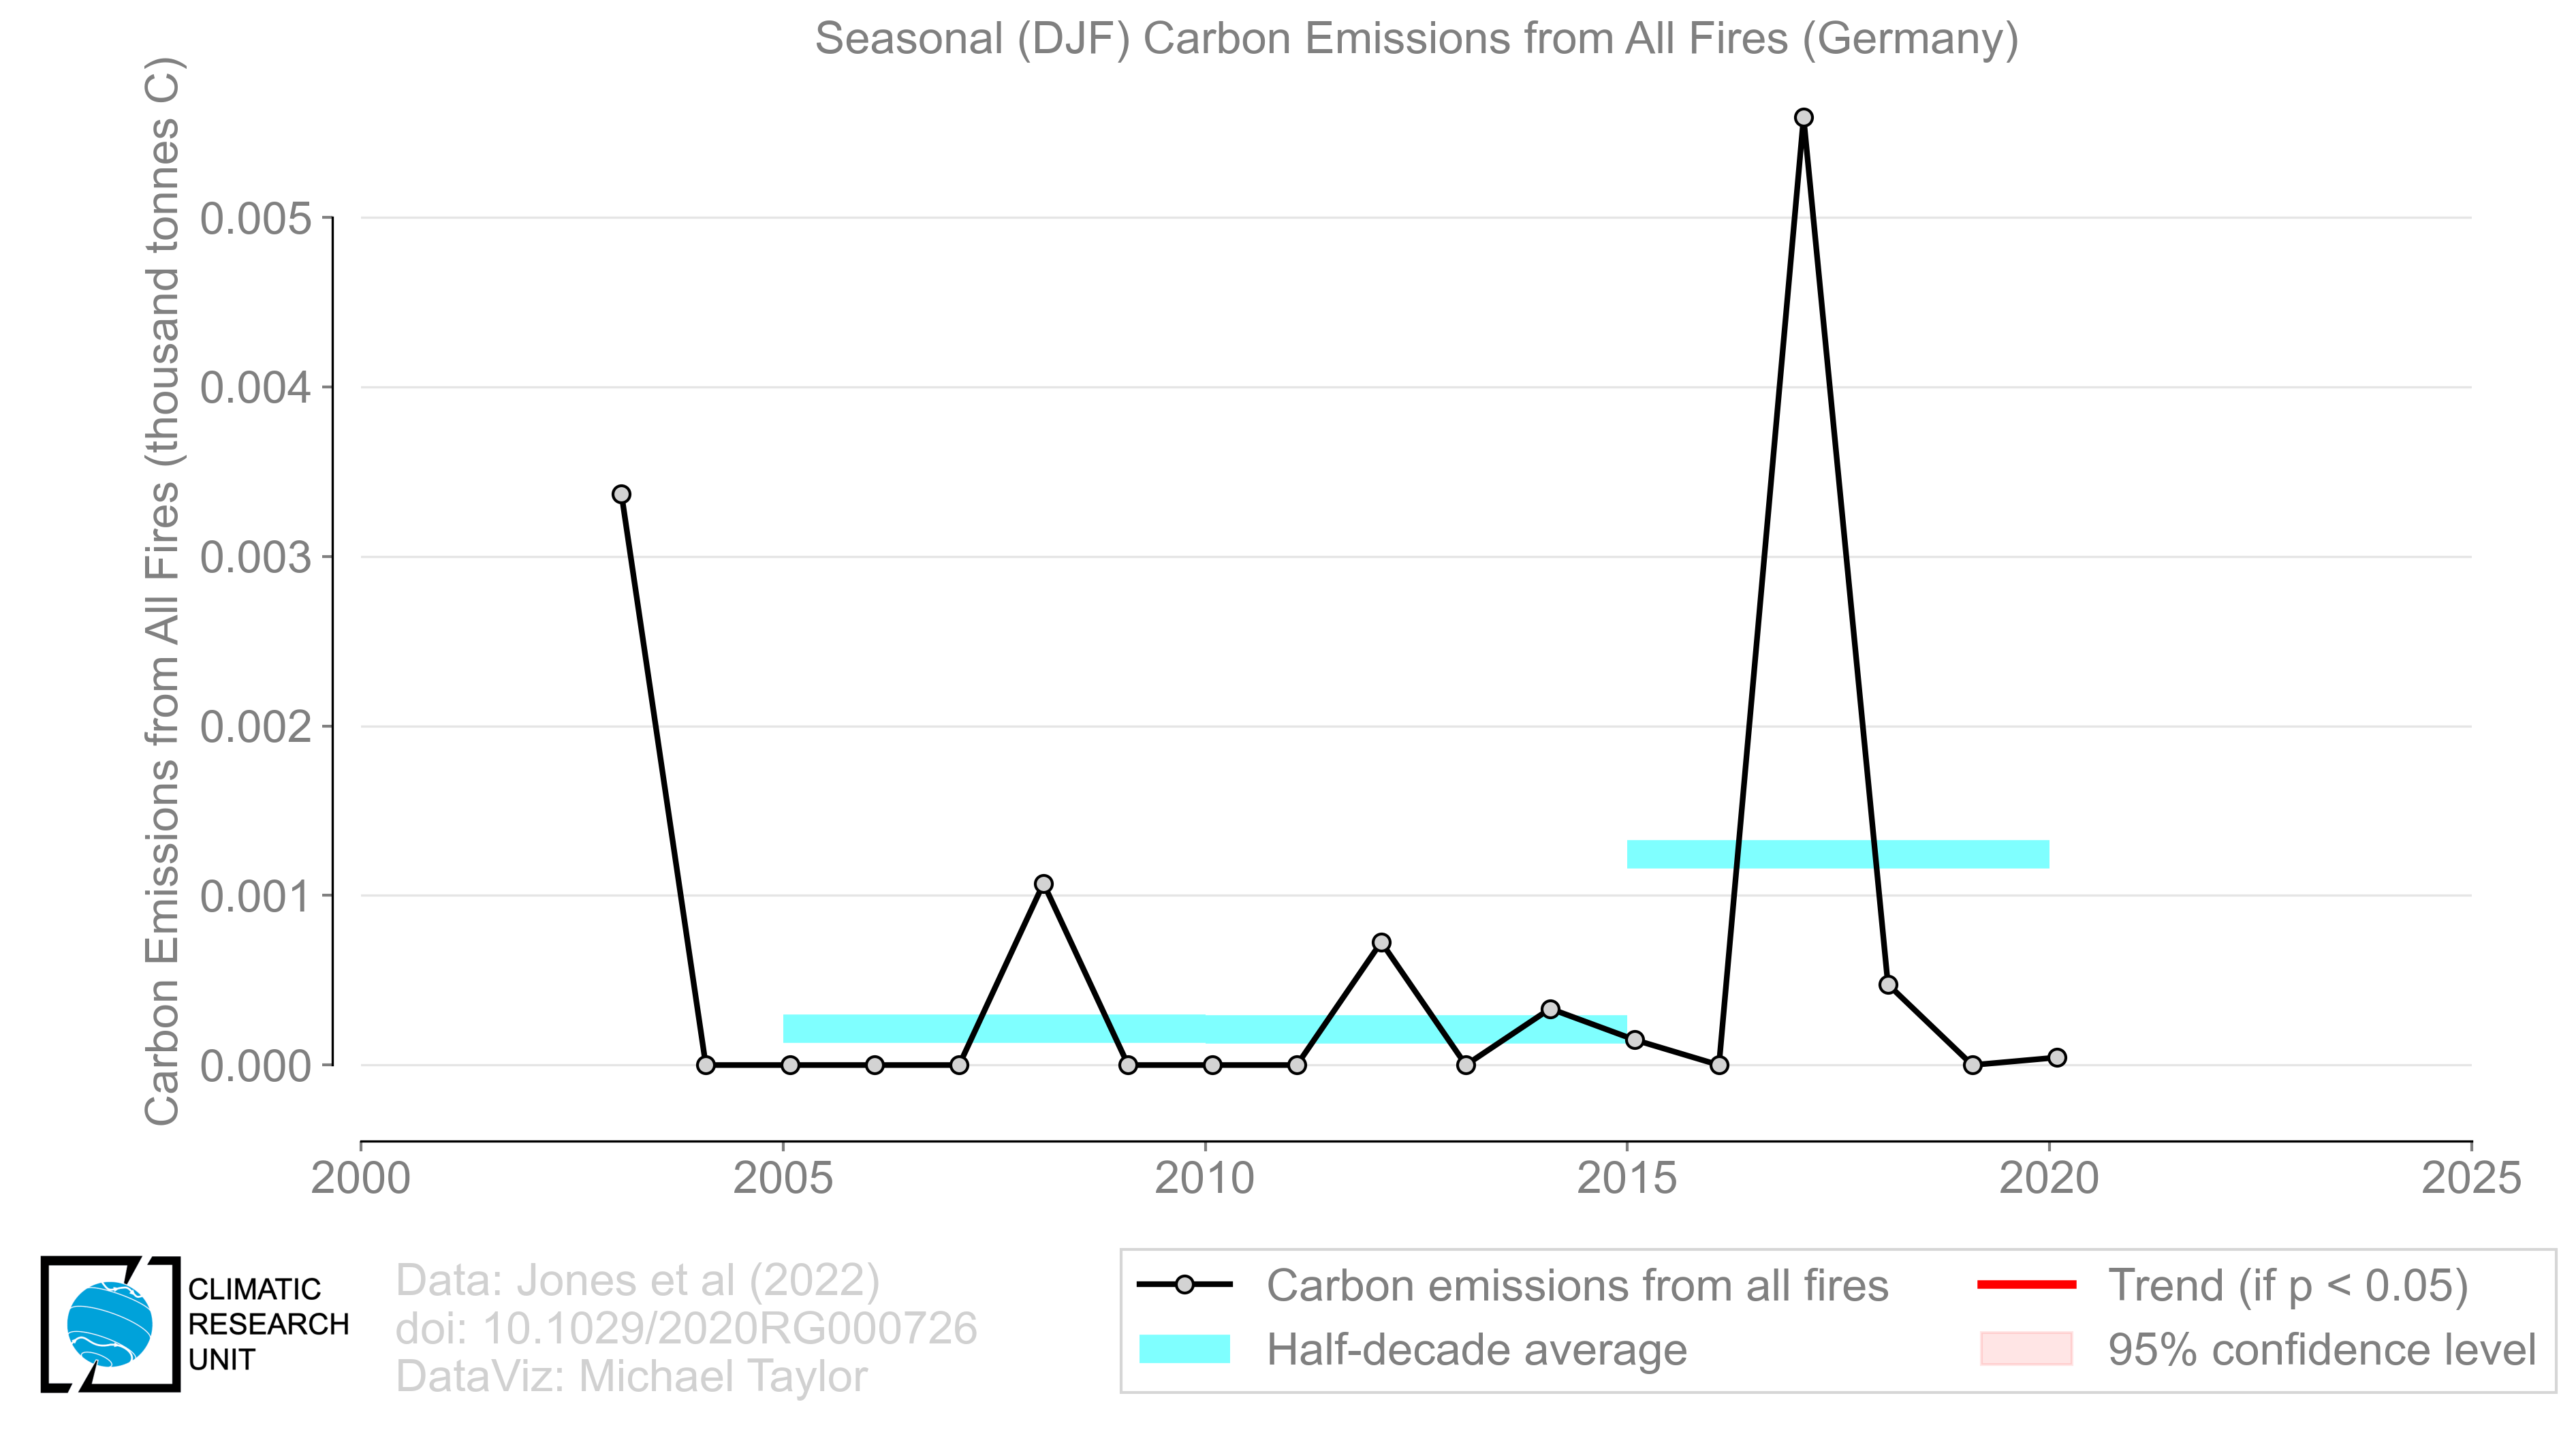 Seasonal (DJF) Carbon Emissions from All Fires (Germany)
Carbon Emissions from All Fires (thousand tonnes C)
0.005
0.004
0.003
0.002
0.001
0.000
2000 2005 2010 2015 2020 2025
CLIMATIC
RESEARCH
UNIT
Data: Jones et al (2022)
doi: 10.1029/2020RG000726
DataViz: Michael Taylor
Carbon emissions from all fires
Half-decade average
Trend (if p < 0.05)
95% confidence level